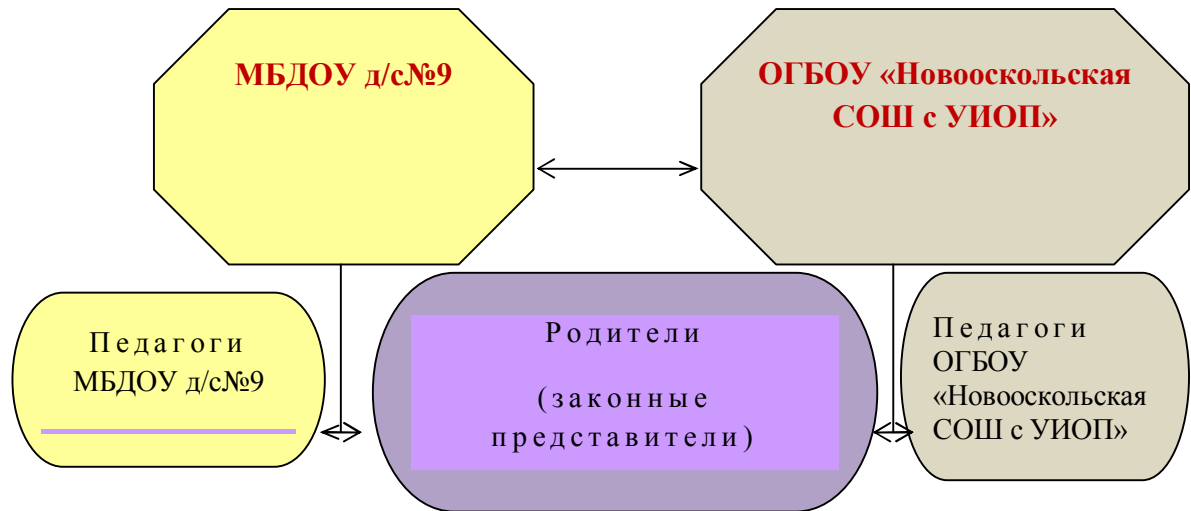 МБДОУ д/с№9
ОГБОУ «Новооскольская
СОШ с УИОП»
Педагоги
МБДОУ д/с№9
Родители
(законные
представители)
Педагоги
ОГБОУ
«Новооскольская
СОШ с УИОП»